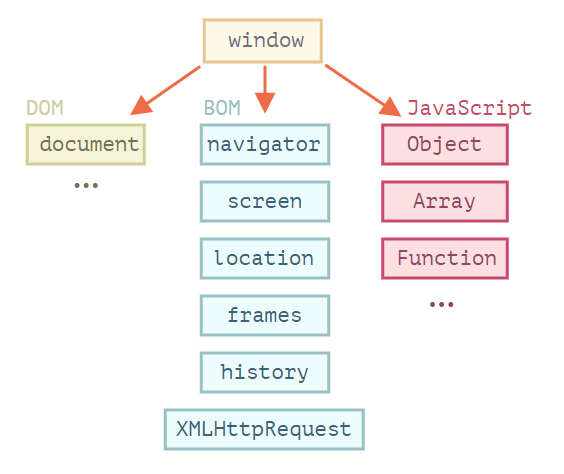 window
DOM
document
...
BOM
navigator
screen
location
frames
history
XMLHttpRequest
JavaScript
Object
Array
Function
...